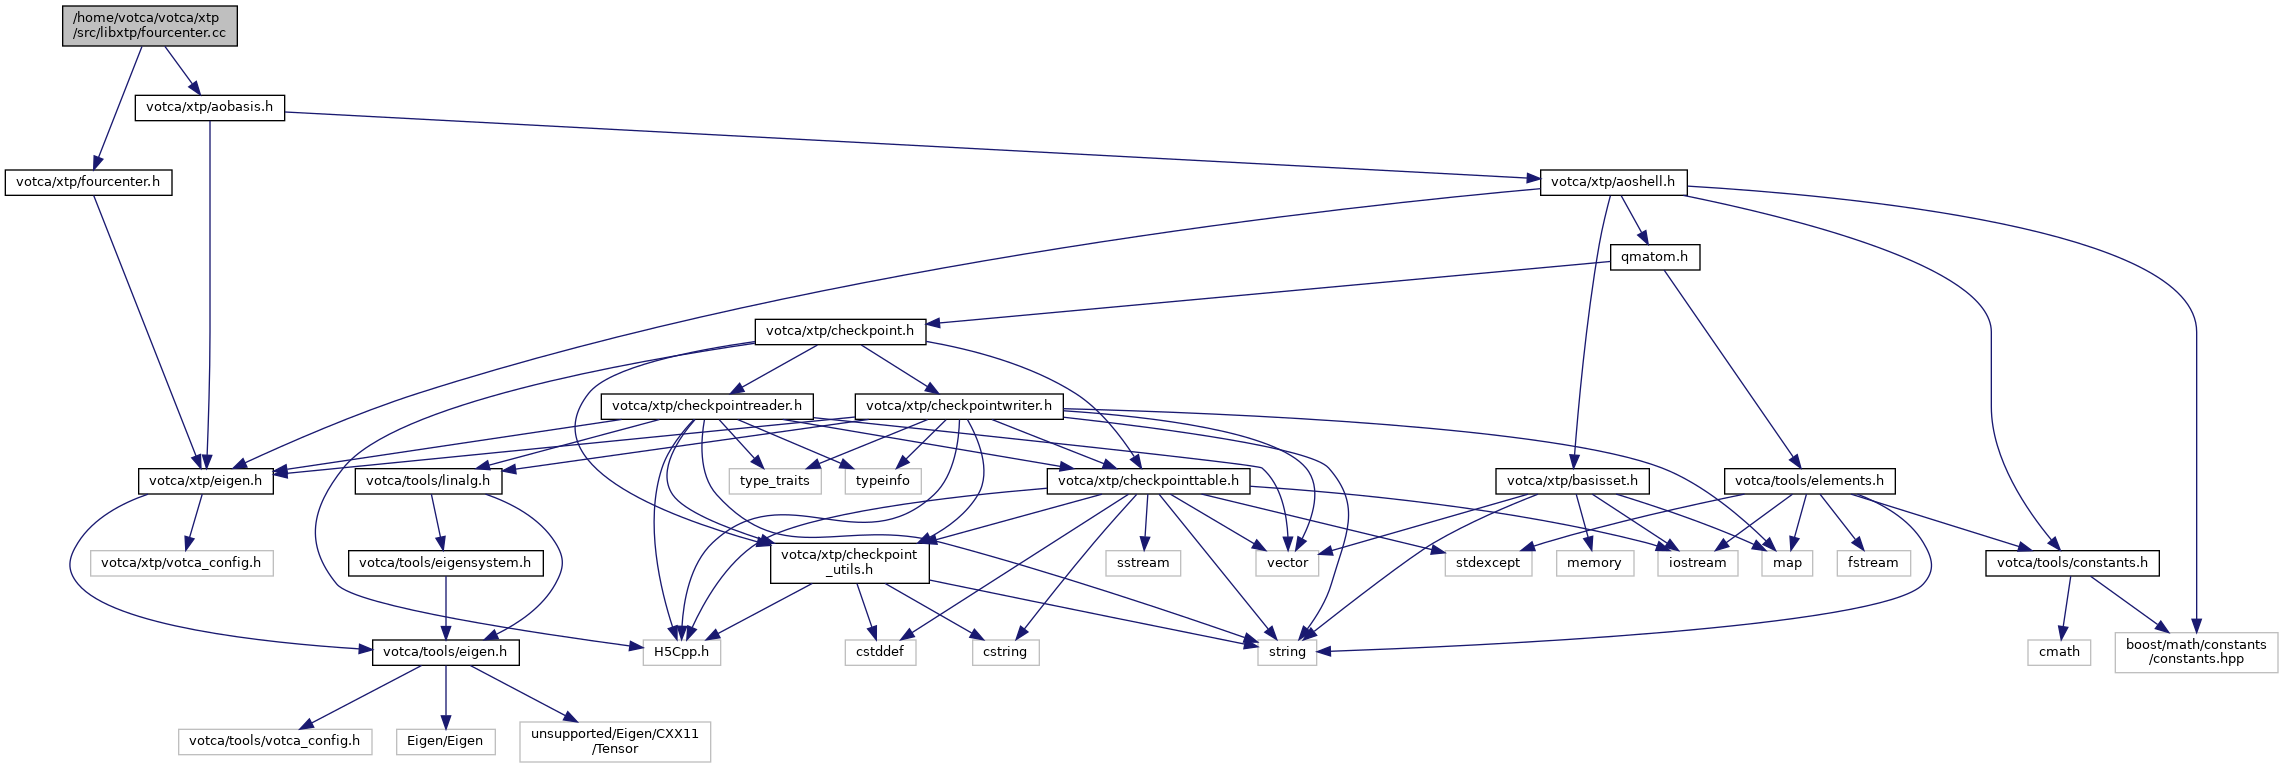 /home/votca/votca/xtp
/src/libxtp/fourcenter.cc
votca/xtp/aobasis.h
votca/xtp/fourcenter.h
votca/xtp/aoshell.h
qmatom.h
votca/xtp/checkpoint.h
votca/xtp/checkpointreader.h
votca/xtp/checkpointwriter.h
votca/xtp/eigen.h
votca/tools/linalg.h
type_traits
typeinfo
votca/xtp/checkpointtable.h
votca/xtp/basisset.h
votca/tools/elements.h
votca/xtp/votca_config.h
votca/tools/eigensystem.h
votca/xtp/checkpoint
_utils.h
sstream
vector
stdexcept
memory
iostream
map
fstream
votca/tools/constants.h
votca/tools/eigen.h
H5Cpp.h
cstddef
cstring
string
cmath
boost/math/constants
/constants.hpp
votca/tools/votca_config.h
Eigen/Eigen
unsupported/Eigen/CXX11
/Tensor